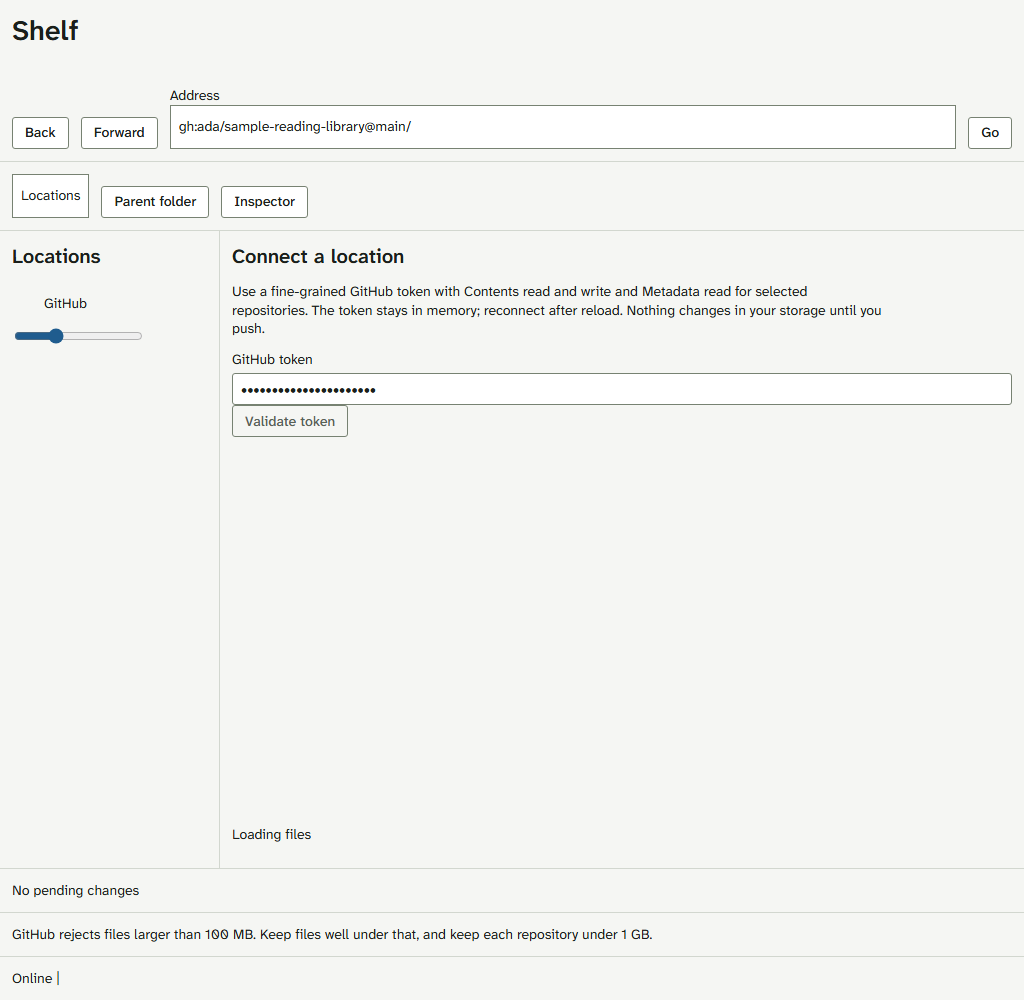 Shelf
Address
Back
Forward
gh:ada/sample-reading-library@main/
Go
Locations
Parent folder
Inspector
Locations
GitHub
Connect a location
Use a fine-grained GitHub token with Contents read and write and Metadata read for selected
repositories. The token stays in memory; reconnect after reload. Nothing changes in your storage until you
push.
GitHub token
••••••••••••••••••••••
Validate token
Loading files
No pending changes
GitHub rejects files larger than 100 MB. Keep files well under that, and keep each repository under 1 GB.
Online